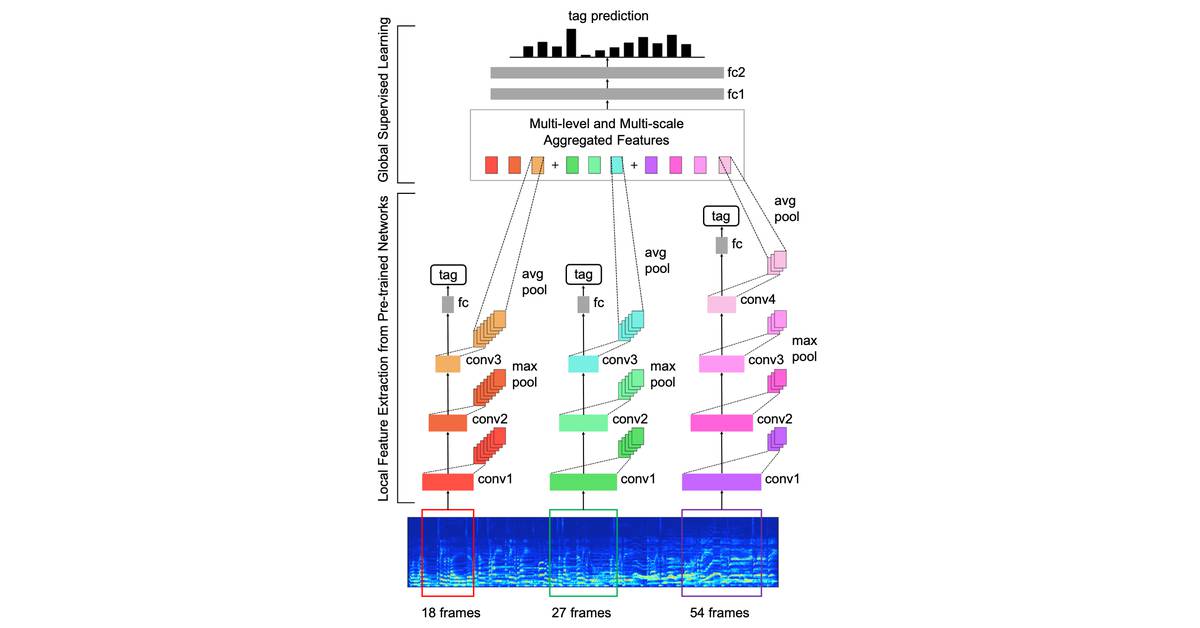 tag prediction
fc2
fc1
Global Supervised Learning
Multi-level and Multi-scale
Aggregated Features
+
+
Local Feature Extraction from Pre-trained Networks
tag
fc
avg
pool
conv3
max
pool
conv2
conv1
tag
fc
avg
pool
conv3
max
pool
conv2
conv1
tag
fc
avg
pool
conv4
conv3
max
pool
conv2
conv1
18 frames
27 frames
54 frames